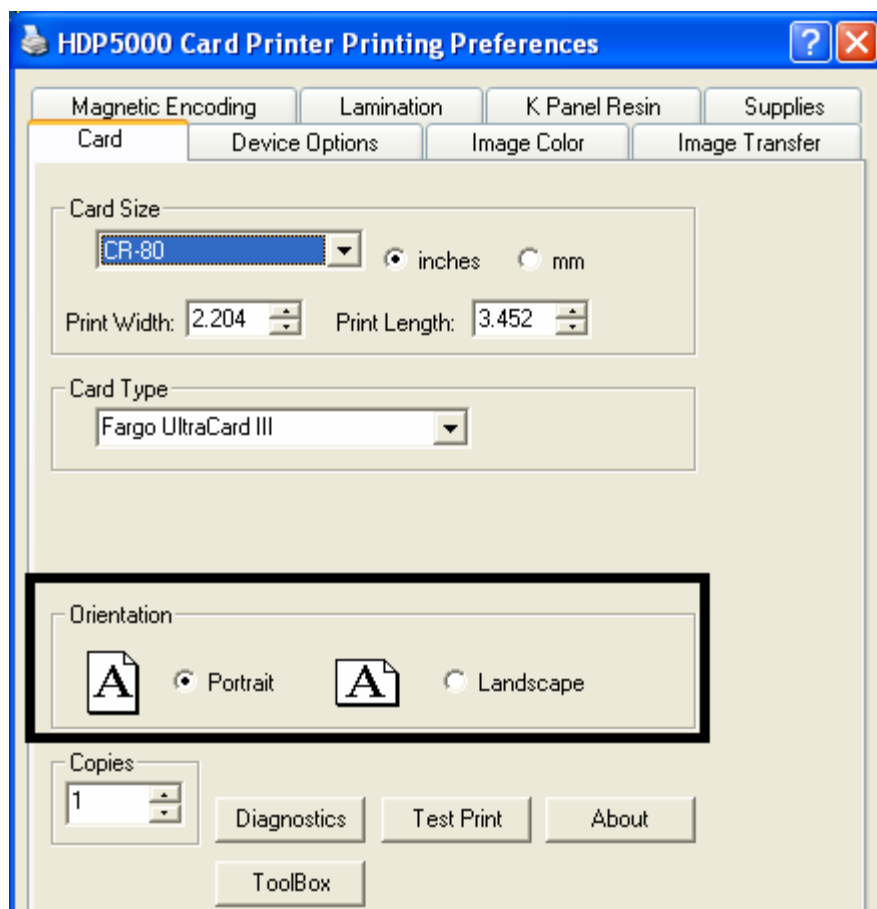 HDP5000 Card Printer Printing Preferences
Magnetic Encoding Lamination K Panel Resin Supplies
Card Device Options Image Color Image Transfer
Card Size
CR-80 inches mm
Print Width: 2.204 Print Length: 3.452
Card Type
Fargo UltraCard III
Orientation
A Portrait A Landscape
Copies
1
Diagnostics Test Print About
ToolBox